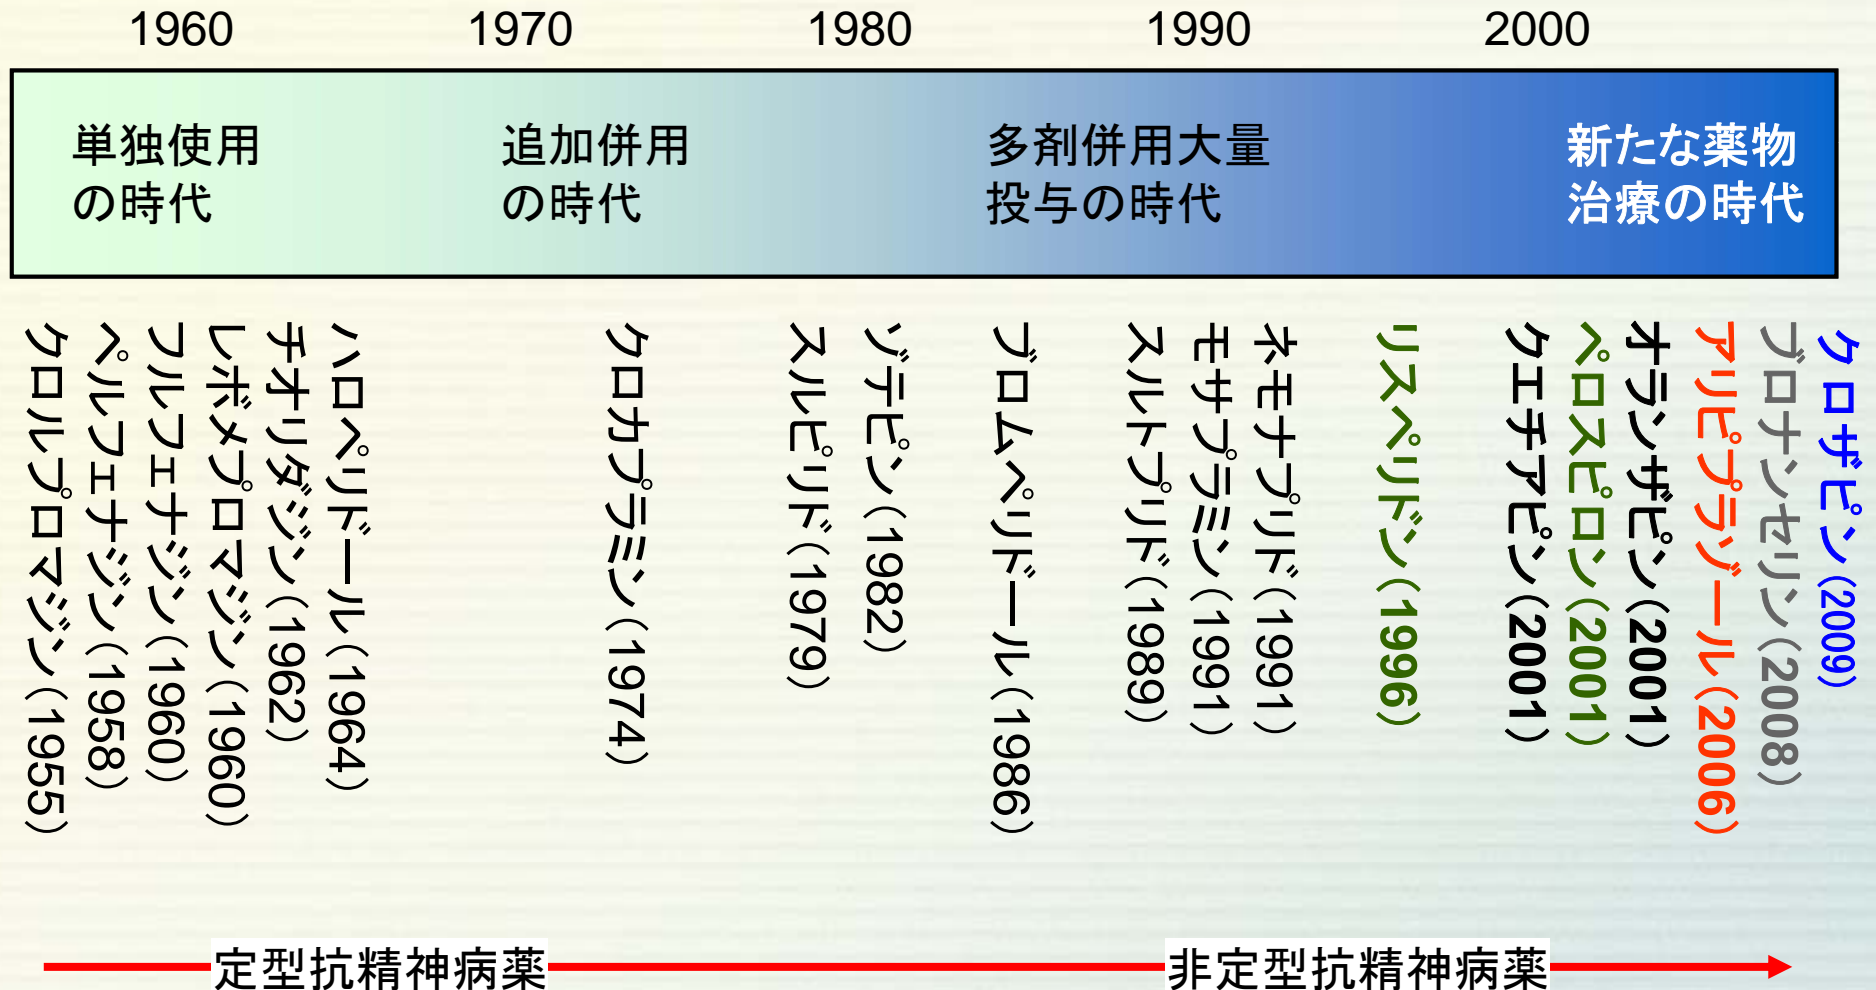 1960
1970
1980
1990
2000
単独使用
の時代
追加併用
の時代
多剤併用大量
投与の時代
新たな薬物
治療の時代
クロルプロマジン(1955)
ペルフェナジン(1958)
フルフェナジン(1960)
レボメプロマジン(1960)
チオリダジン(1962)
ハロペリドール(1964)
クロカプラミン(1974)
スルピリド(1979)
ゾテピン(1982)
ブロムペリドール(1986)
スルトプリド(1989)
モサプラミン(1991)
ネモナプリド(1991)
リスペリドン(1996)
クエチアピン(2001)
ペロスピロン(2001)
オランザピン(2001)
アリピプラゾール(2006)
ブロナンセリン(2008)
クロザピン(2009)
定型抗精神病薬
非定型抗精神病薬